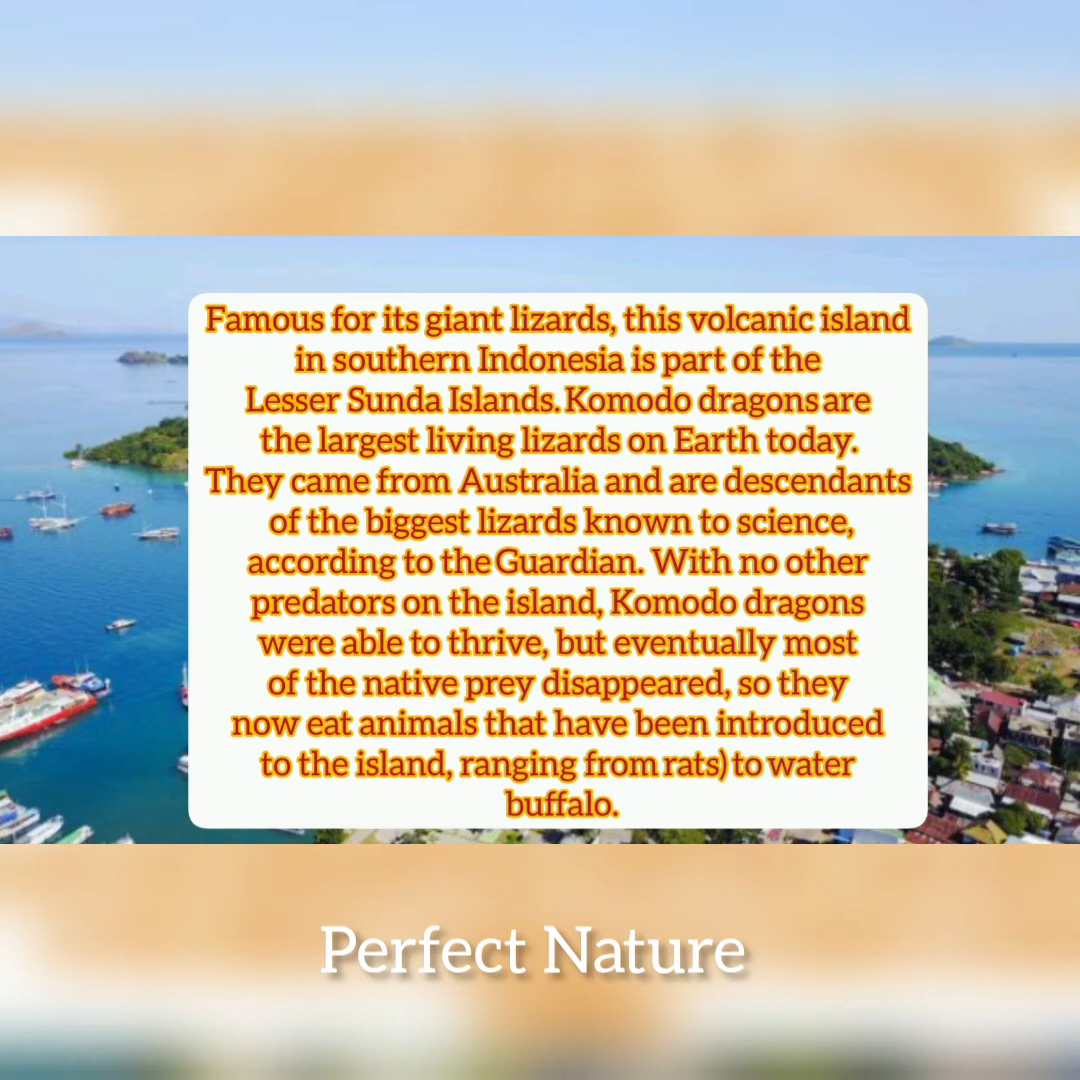 Famous for its giant lizards, this volcanic island
in southern Indonesia is part of the
Lesser Sunda Islands. Komodo dragons are
the largest living lizards on Earth today.
They came from Australia and are descendants
of the biggest lizards known to science,
according to the Guardian. With no other
predators on the island, Komodo dragons
were able to thrive, but eventually most
of the native prey disappeared, so they
now eat animals that have been introduced
to the island, ranging from rats) to water
buffalo.
Perfect Nature